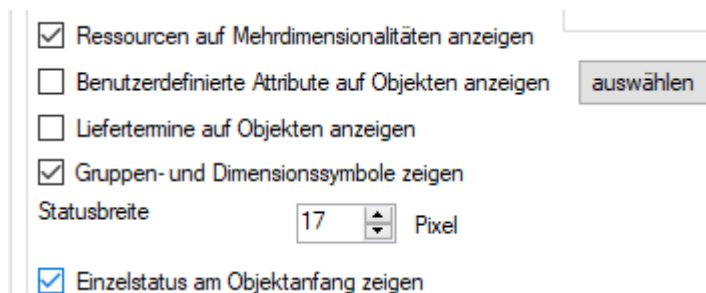 Ressourcen auf Mehrdimensionalitäten anzeigen
Benutzerdefinierte Attribute auf Objekten anzeigen auswählen
Liefertermine auf Objekten anzeigen
Gruppen- und Dimensionssymbole zeigen
Statusbreite 17 Pixel
Einzelstatus am Objektanfang zeigen